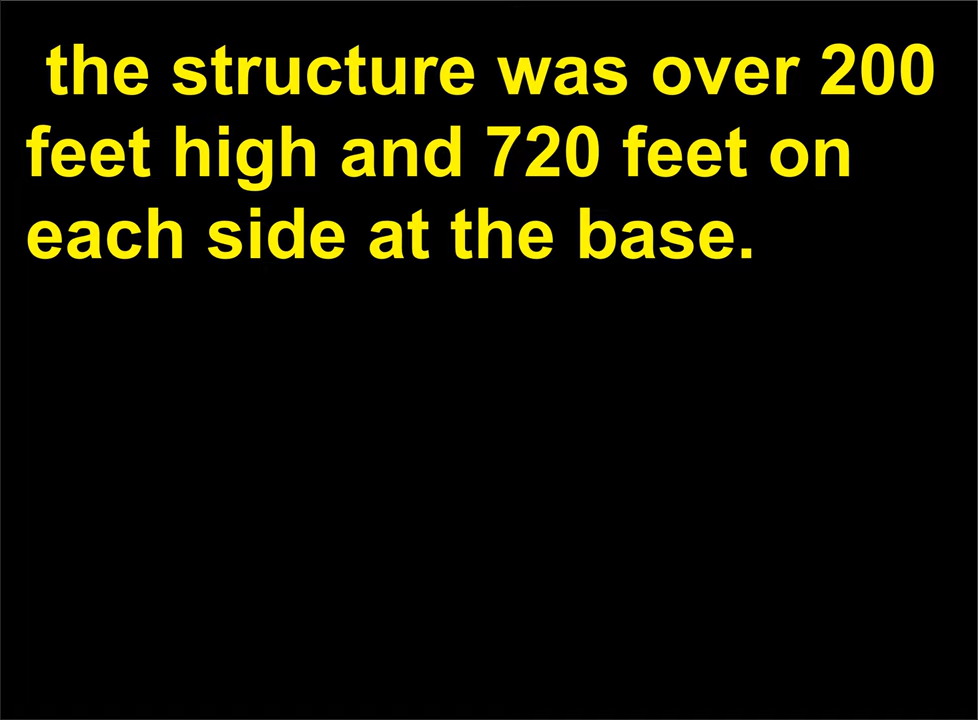 the structure was over 200
feet high and 720 feet on
each side at the base.